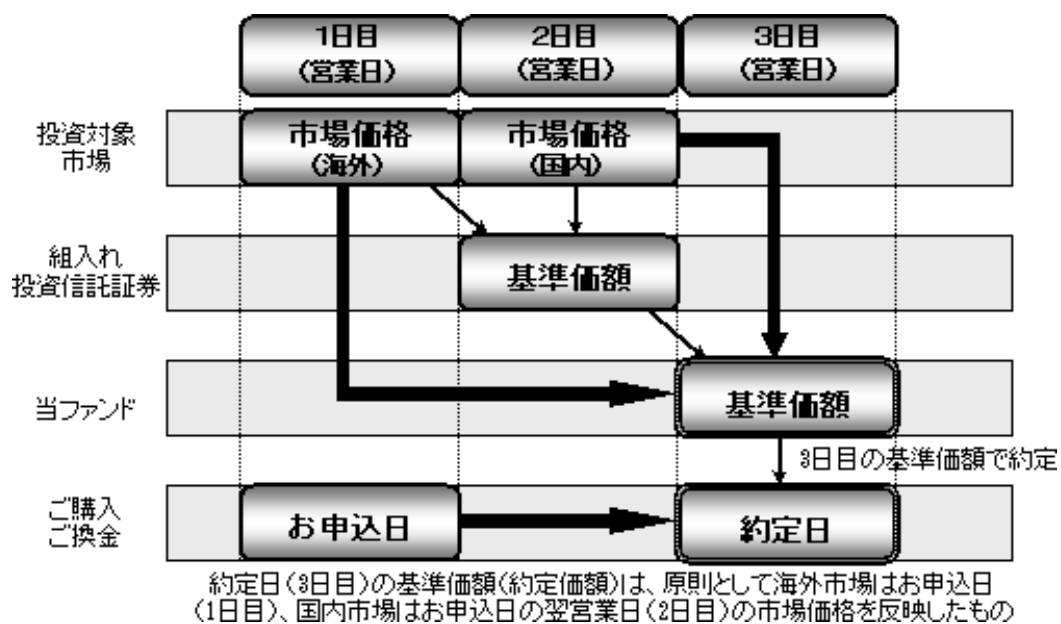 1日目
(営業日)
2日目
(営業日)
3日目
(営業日)
投資対象
市場
市場価格
(海外)
市場価格
(国内)
組入れ
投資信託証券
基準価額
当ファンド
基準価額
3日目の基準価額で約定
ご購入
ご換金
お申込日
約定日
約定日(3日目)の基準価額(約定価額)は、原則として海外市場はお申込日
(1日目)、国内市場はお申込日の翌営業日(2日目)の市場価格を反映したもの